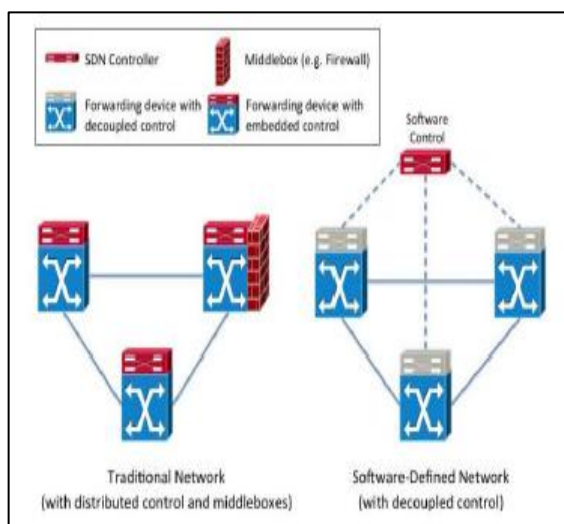 SDN Controller
Middlebox (e.g. Firewall)
Forwarding device with
decoupled control
Forwarding device with
embedded control
Software
Control
Traditional Network
(with distributed control and middleboxes)
Software-Defined Network
(with decoupled control)